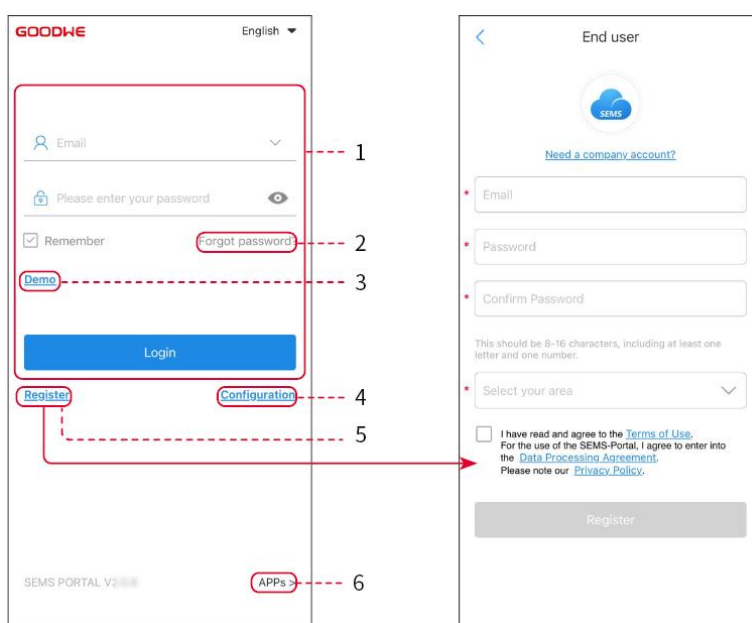 GOODWE
English
Email
1
Please enter your password
Remember
Forgot password?
2
Demo
3
Login
Register
Configuration
4
5
SEMS PORTAL
APPs >
6
End user
SEMS
Need a company account?
* Email
* Password
* Confirm Password
This should be 8-16 characters, including at least one
letter and one number.
* Select your area
I have read and agree to the Terms of Use.
For the use of the SEMS-Portal, I agree to enter into
the Data Processing Agreement.
Please note our Privacy Policy.
Register